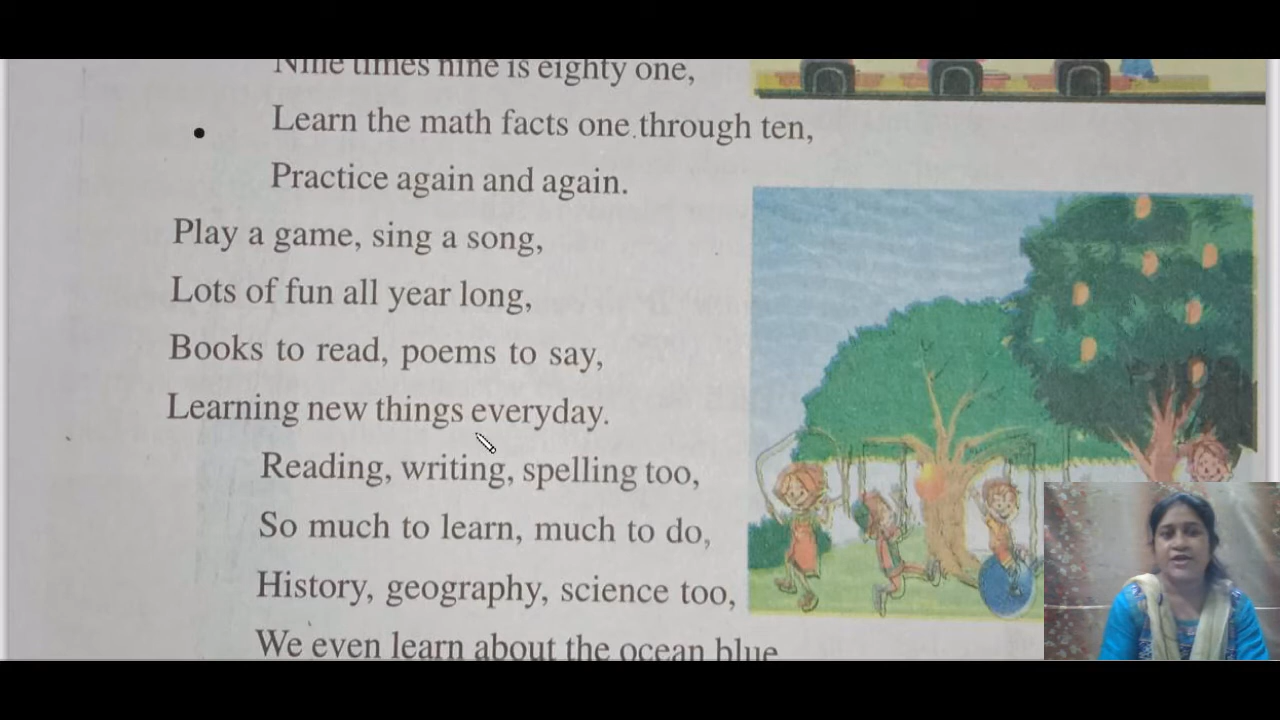 Nine times nine is eighty one,
Learn the math facts one through ten,
Practice again and again.
Play a game, sing a song,
Lots of fun all year long,
Books to read, poems to say,
Learning new things everyday.
Reading, writing, spelling too,
So much to learn, much to do,
History, geography, science too,
We even learn about the ocean blue